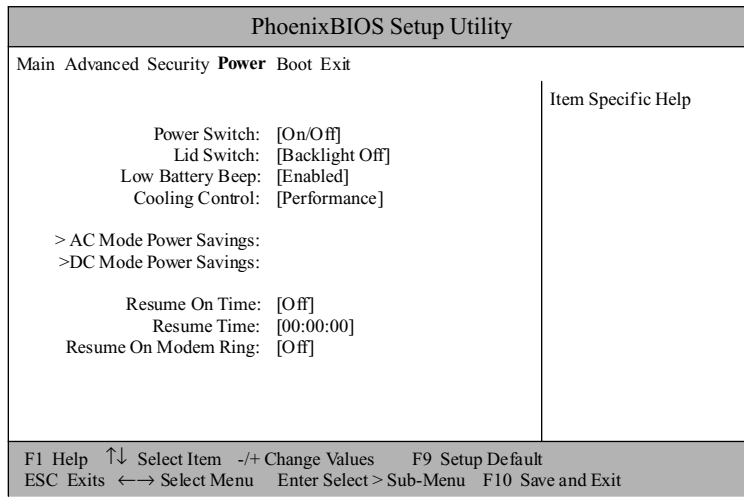 PhoenixBIOS Setup Utility
Main Advanced Security Power Boot Exit
Item Specific Help
Power Switch: [On/Off]
Lid Switch: [Backlight Off]
Low Battery Beep: [Enabled]
Cooling Control: [Performance]
> AC Mode Power Savings:
>DC Mode Power Savings:
Resume On Time: [Off]
Resume Time: [00:00:00]
Resume On Modem Ring: [Off]
F1 Help ↑↓ Select Item -/+ Change Values F9 Setup Default
ESC Exits ←→ Select Menu Enter Select > Sub-Menu F10 Save and Exit